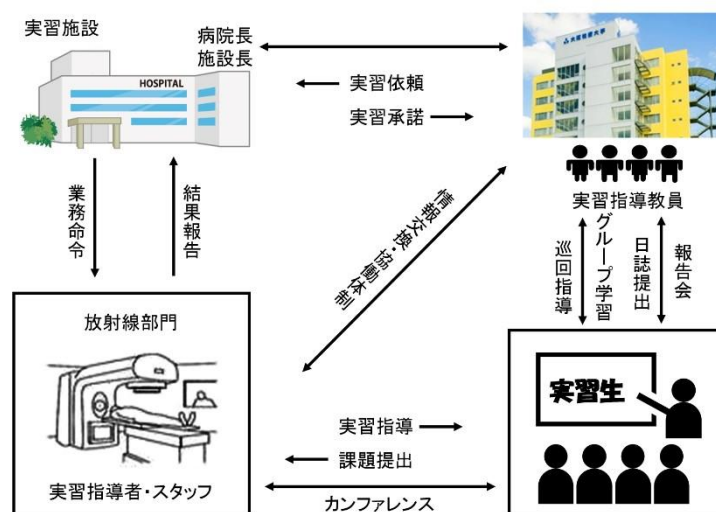 実習施設
病院長
施設長
HOSPITAL
実習依頼
実習承諾
実習指導教員
業務命令
結果報告
情報交換・協働体制
巡回指導
グループ学習
日誌提出
報告会
放射線部門
実習指導者・スタッフ
実習指導
課題提出
カンファレンス
実習生